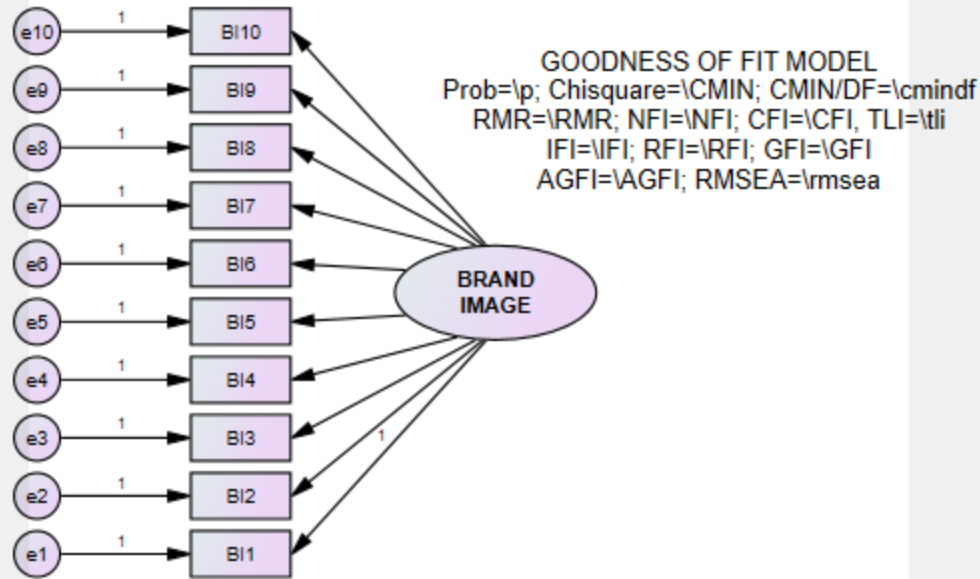 e10 1 BI10
e9 1 BI9
e8 1 BI8
e7 1 BI7
e6 1 BI6
e5 1 BI5
e4 1 BI4
e3 1 BI3
e2 1 BI2
e1 1 BI1
1
BRAND
IMAGE
GOODNESS OF FIT MODEL
Prob=\p; Chisquare=\CMIN; CMIN/DF=\cmindf
RMR=\RMR; NFI=\NFI; CFI=\CFI, TLI=\tli
IFI=\IFI; RFI=\RFI; GFI=\GFI
AGFI=\AGFI; RMSEA=\rmsea